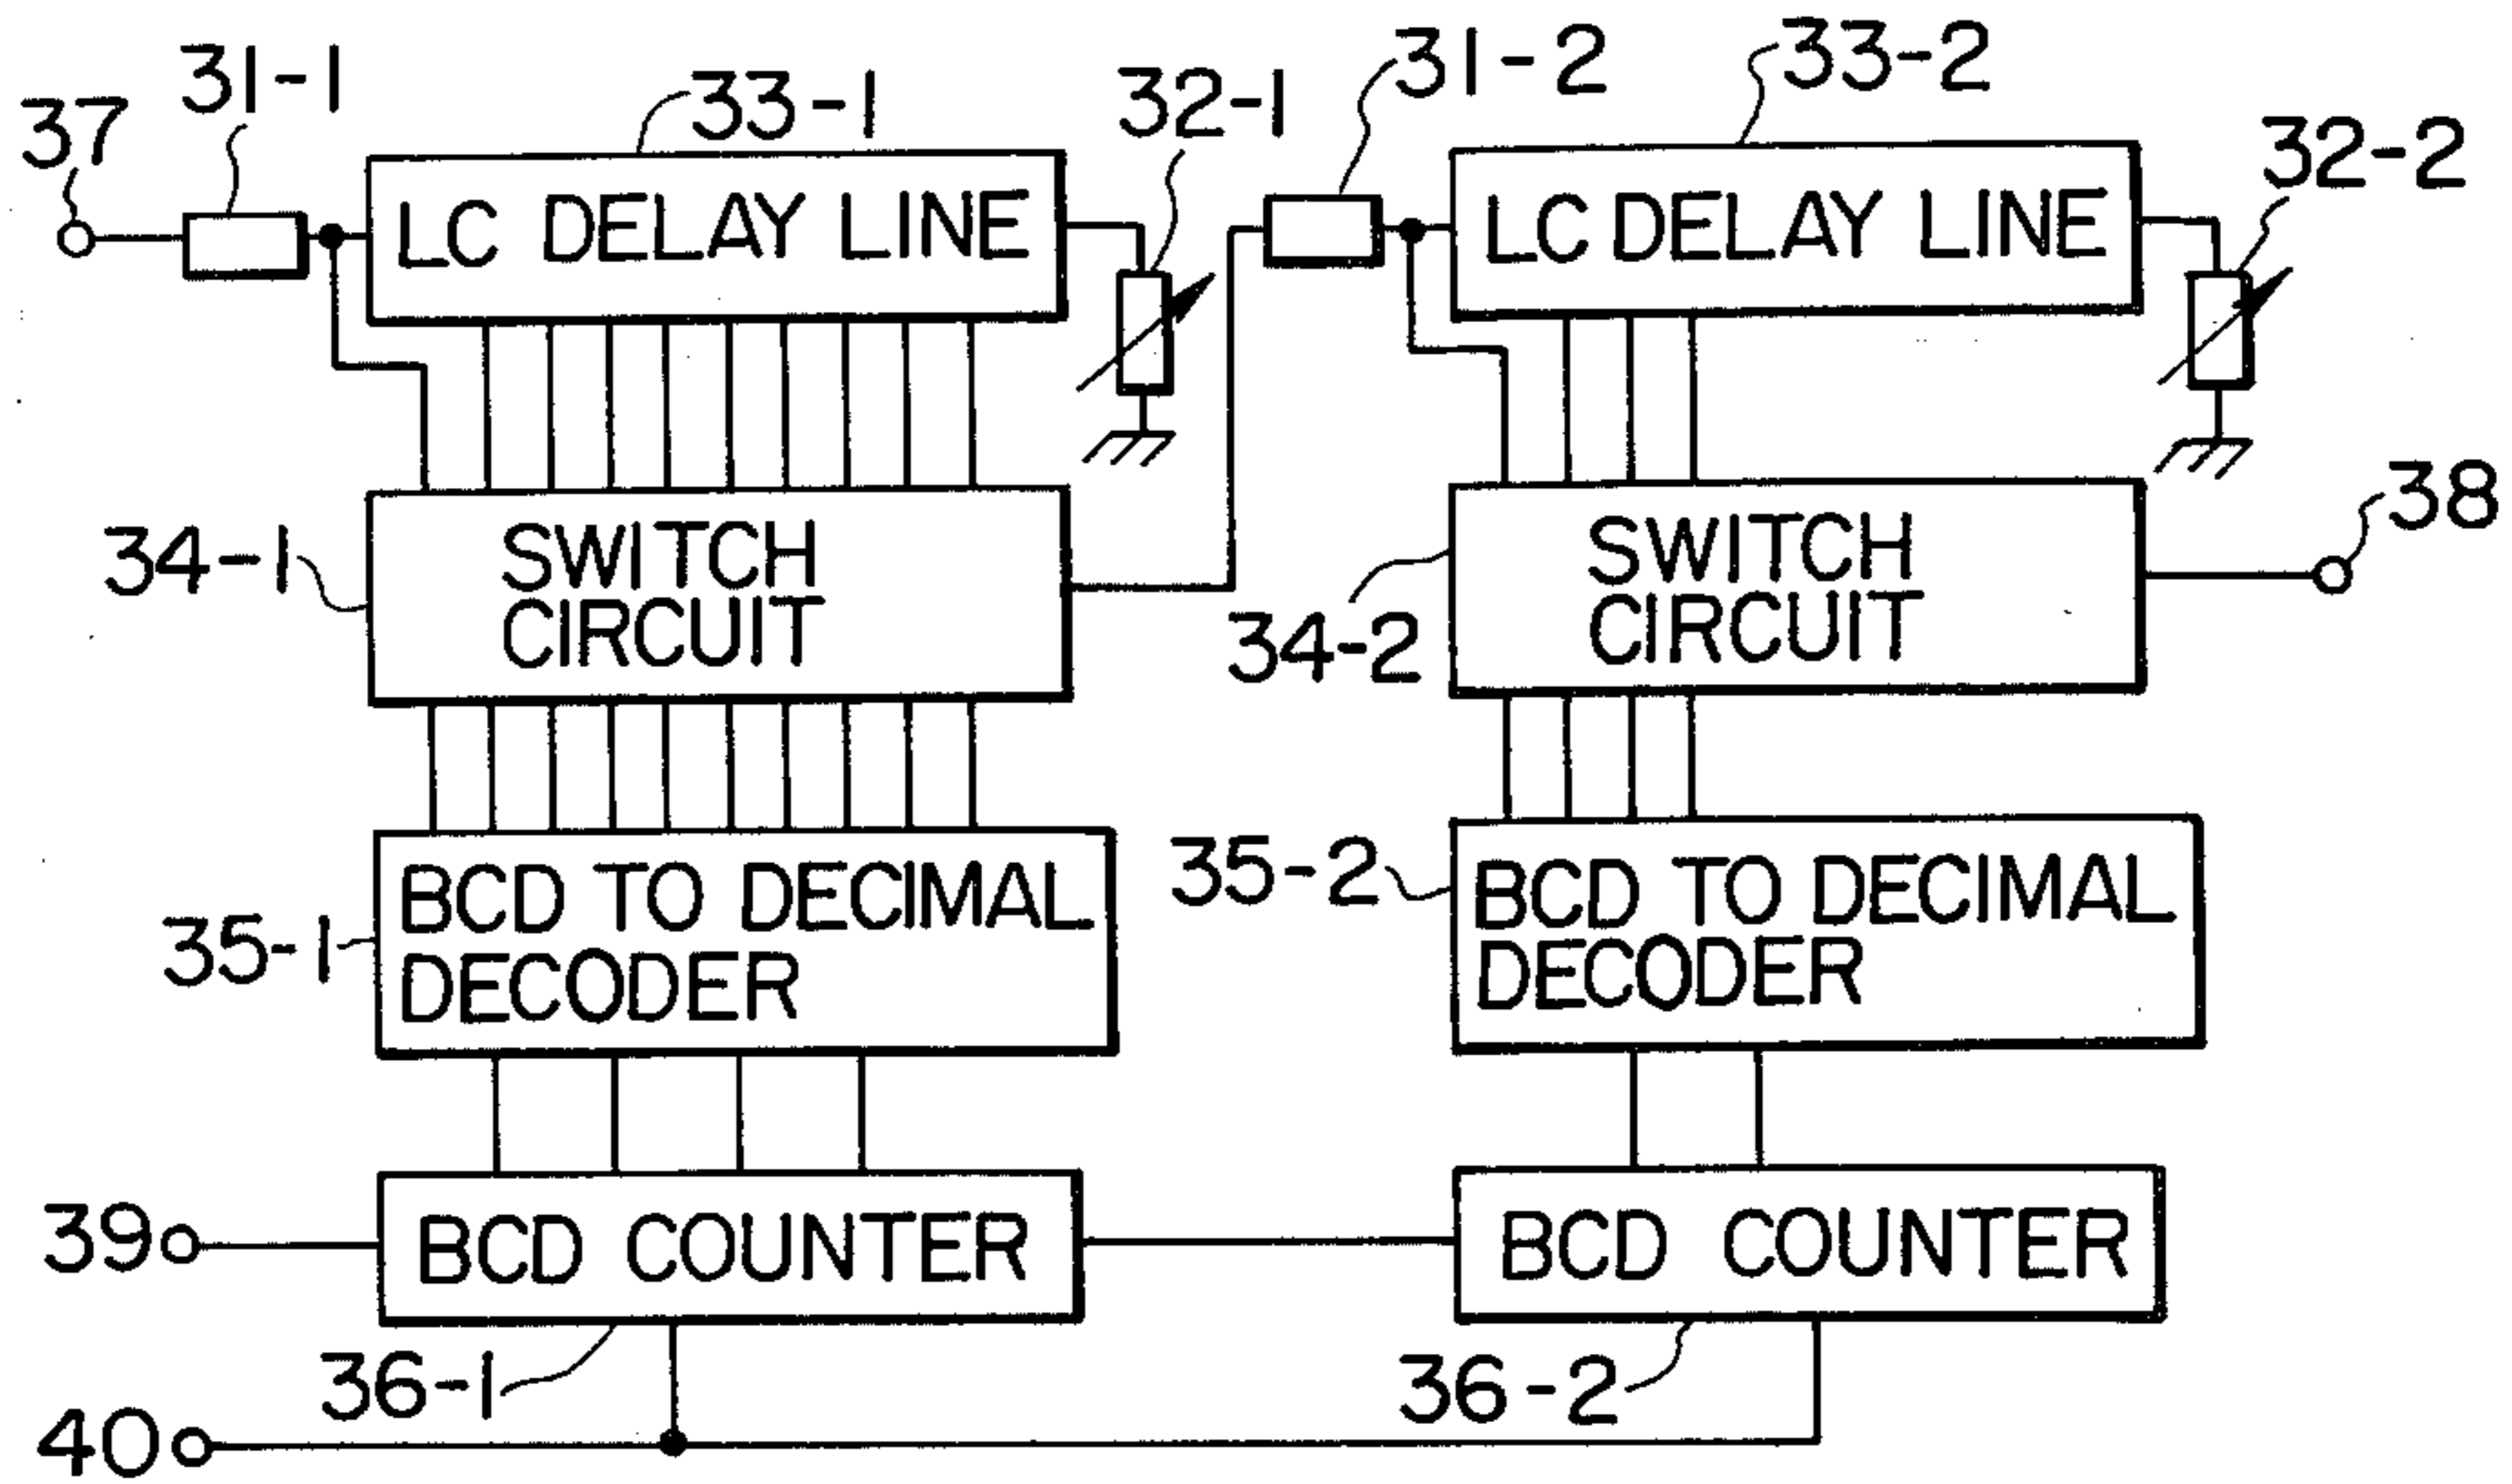 37
31-1
33-1
32-1
31-2
33-2
32-2
LC DELAY LINE
LC DELAY LINE
34-1
SWITCH
CIRCUIT
34-2
SWITCH
CIRCUIT
38
35-1
BCD TO DECIMAL
DECODER
35-2
BCD TO DECIMAL
DECODER
39
BCD COUNTER
BCD COUNTER
36-1
36-2
40